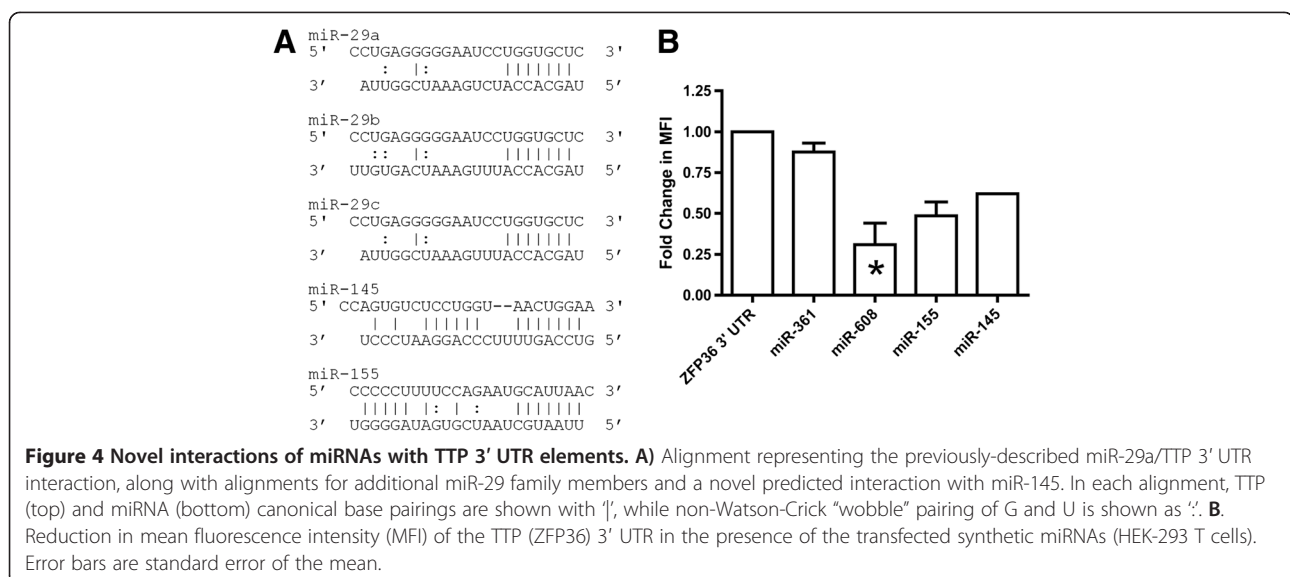 A
miR-29a
5' CCUGAGGGGGAAUCCUGGUGCUC 3'
: |: |||||||
3' AUUGGCUAAAGUCUACCACGAU 5'
miR-29b
5' CCUGAGGGGGAAUCCUGGUGCUC 3'
:: |: |||||||
3' UUGUGACUAAAGUUUACCACGAU 5'
miR-29c
5' CCUGAGGGGGAAUCCUGGUGCUC 3'
: |: |||||||
3' AUUGGCUAAAGUUUACCACGAU 5'
miR-145
5' CCAGUGUCUCCUGGU--AACUGGAA 3'
| | |||||| |||||||
3' UCCCUAAGGACCCUUUUGACCUG 5'
miR-155
5' CCCCCUUUUCCAGAAUGCAUUAAC 3'
||||| |: | : |||||||
3' UGGGGAUAGUGCUAAUCGUAAUU 5'
B
Fold Change in MFI
1.25
1.00
0.75
0.50
0.25
0.00
*
ZFP36 3' UTR
miR-361
miR-608
miR-155
miR-145
Figure 4 Novel interactions of miRNAs with TTP 3′ UTR elements. A) Alignment representing the previously-described miR-29a/TTP 3′ UTR
interaction, along with alignments for additional miR-29 family members and a novel predicted interaction with miR-145. In each alignment, TTP
(top) and miRNA (bottom) canonical base pairings are shown with '|', while non-Watson-Crick "wobble" pairing of G and U is shown as ':'. B.
Reduction in mean fluorescence intensity (MFI) of the TTP (ZFP36) 3′ UTR in the presence of the transfected synthetic miRNAs (HEK-293 T cells).
Error bars are standard error of the mean.